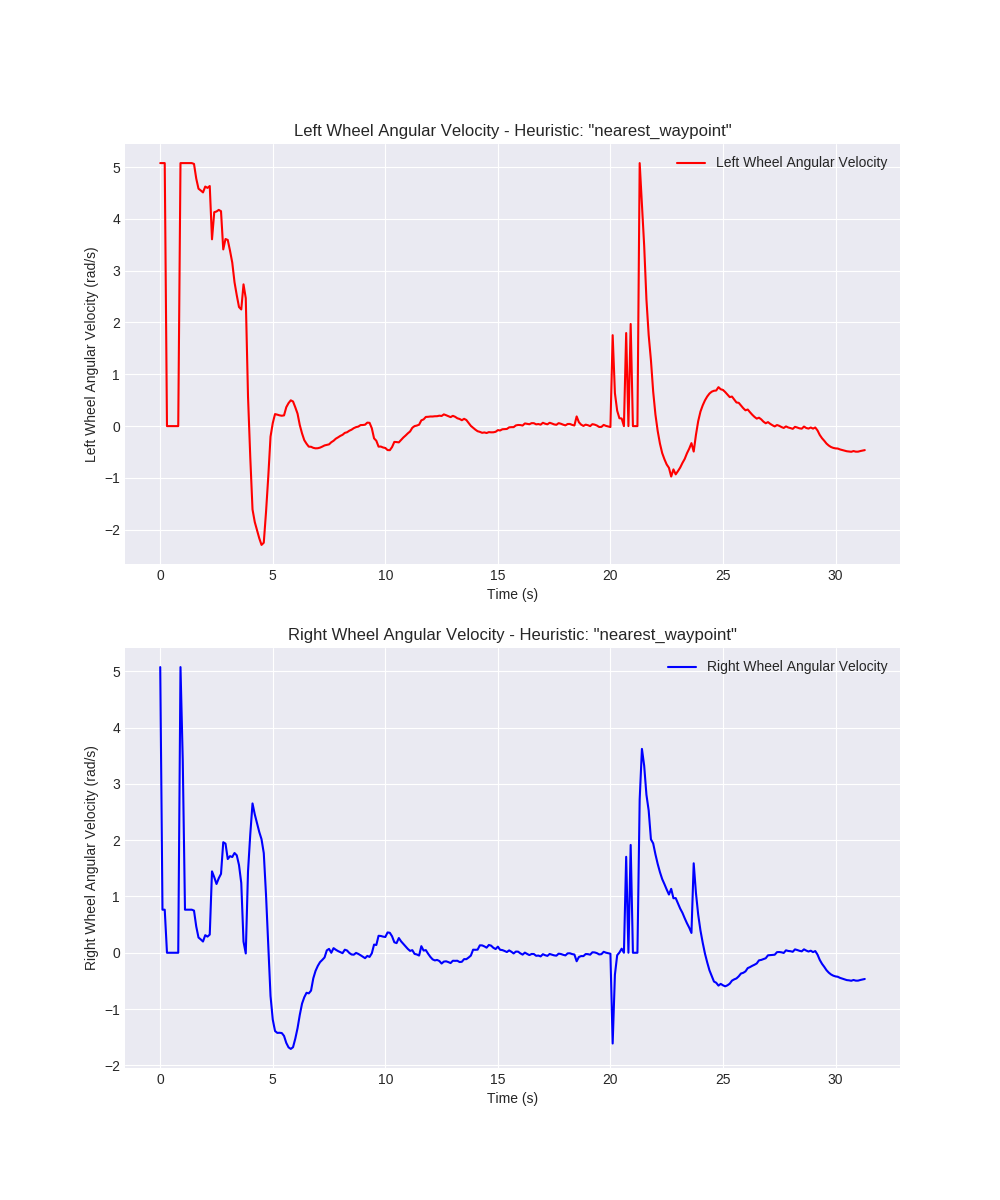 Left Wheel Angular Velocity - Heuristic: "nearest_waypoint"
Left Wheel Angular Velocity
5
4
3
2
1
0
−1
−2
Left Wheel Angular Velocity (rad/s)
0 5 10 15 20 25 30
Time (s)
Right Wheel Angular Velocity - Heuristic: "nearest_waypoint"
Right Wheel Angular Velocity
5
4
3
2
1
0
−1
−2
Right Wheel Angular Velocity (rad/s)
0 5 10 15 20 25 30
Time (s)